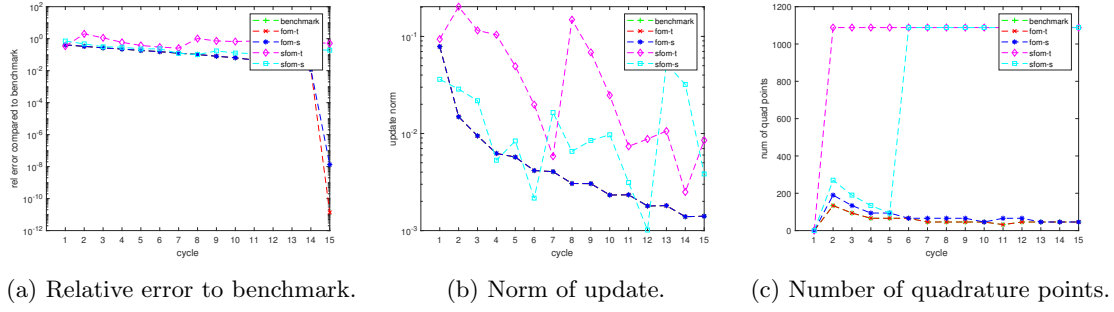 rel error compared to benchmark
10^2
10^0
10^-2
10^-4
10^-6
10^-8
10^-10
10^-12
1 2 3 4 5 6 7 8 9 10 11 12 13 14 15
cycle
benchmark
fom-t
fom-s
sfom-t
sfom-s
(a) Relative error to benchmark.
update norm
10^-1
10^-2
10^-3
1 2 3 4 5 6 7 8 9 10 11 12 13 14 15
cycle
benchmark
fom-t
fom-s
sfom-t
sfom-s
(b) Norm of update.
num of quad points
1200
1000
800
600
400
200
0
1 2 3 4 5 6 7 8 9 10 11 12 13 14 15
cycle
benchmark
fom-t
fom-s
sfom-t
sfom-s
(c) Number of quadrature points.